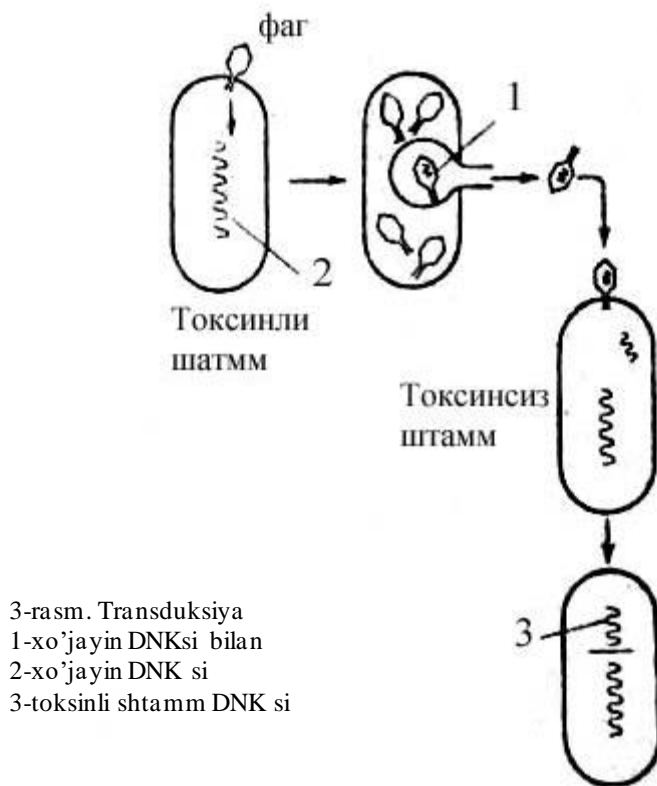 фаг
1
2
Токсинли
шатмм
Токсинсиз
штамм
3
3-rasm. Transduksiya
1-xo’jayin DNKsi bilan
2-xo’jayin DNK si
3-toksinli shtamm DNK si